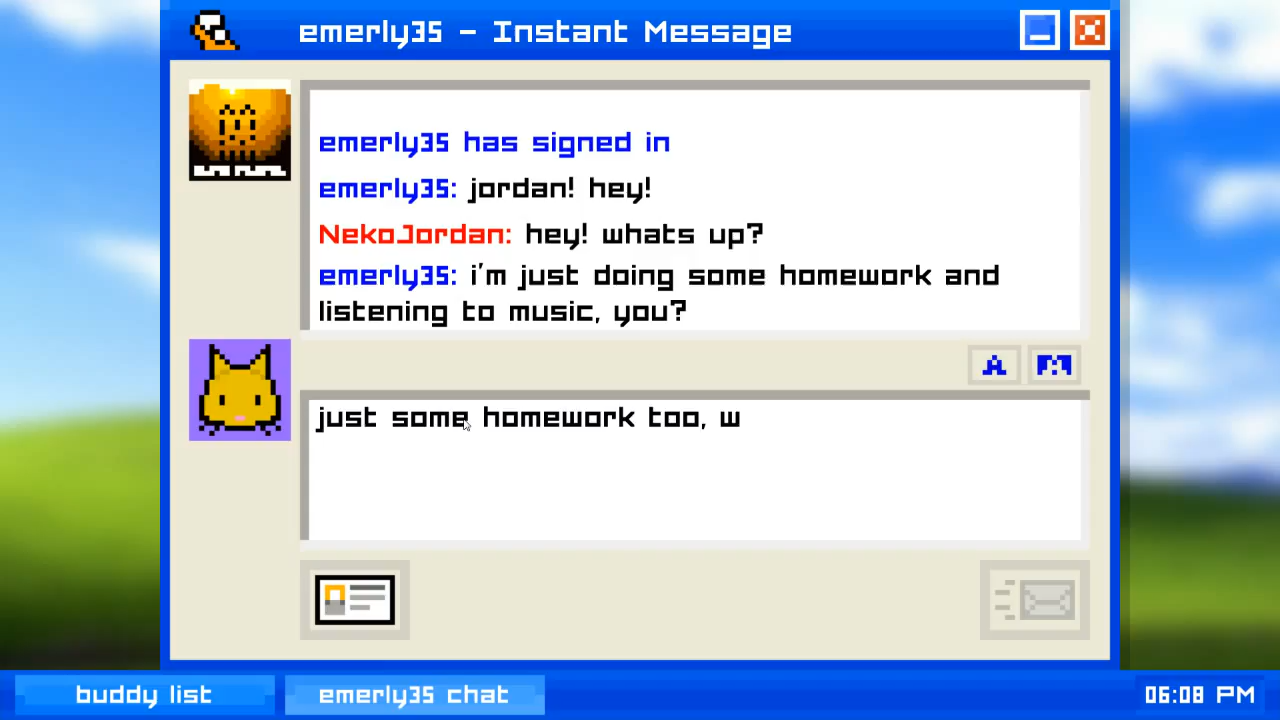 emerly35 - Instant Message
emerly35 has signed in
emerly35: jordan! hey!
NekoJordan: hey! whats up?
emerly35: i'm just doing some homework and
listening to music, you?
A
just some homework too, w
buddy list
emerly35 chat
06:08 PM